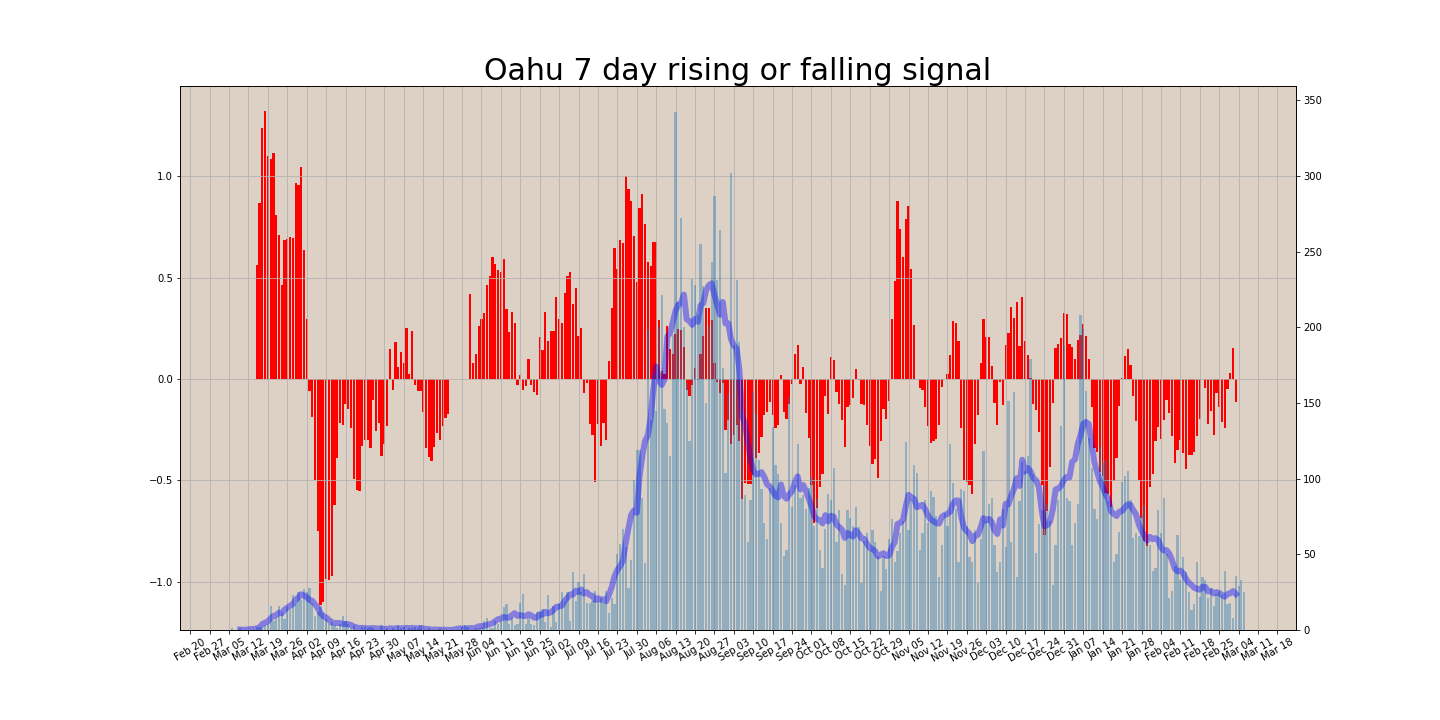 Oahu 7 day rising or falling signal
1.0
0.5
0.0
−0.5
−1.0
350
300
250
200
150
100
50
0
Feb 20
Feb 27
Mar 05
Mar 12
Mar 19
Mar 26
Apr 02
Apr 09
Apr 16
Apr 23
Apr 30
May 07
May 14
May 21
May 28
Jun 04
Jun 11
Jun 18
Jun 25
Jul 02
Jul 09
Jul 16
Jul 23
Jul 30
Aug 06
Aug 13
Aug 20
Aug 27
Sep 03
Sep 10
Sep 17
Sep 24
Oct 01
Oct 08
Oct 15
Oct 22
Oct 29
Nov 05
Nov 12
Nov 19
Nov 26
Dec 03
Dec 10
Dec 17
Dec 24
Dec 31
Jan 07
Jan 14
Jan 21
Jan 28
Feb 04
Feb 11
Feb 18
Feb 25
Mar 04
Mar 11
Mar 18